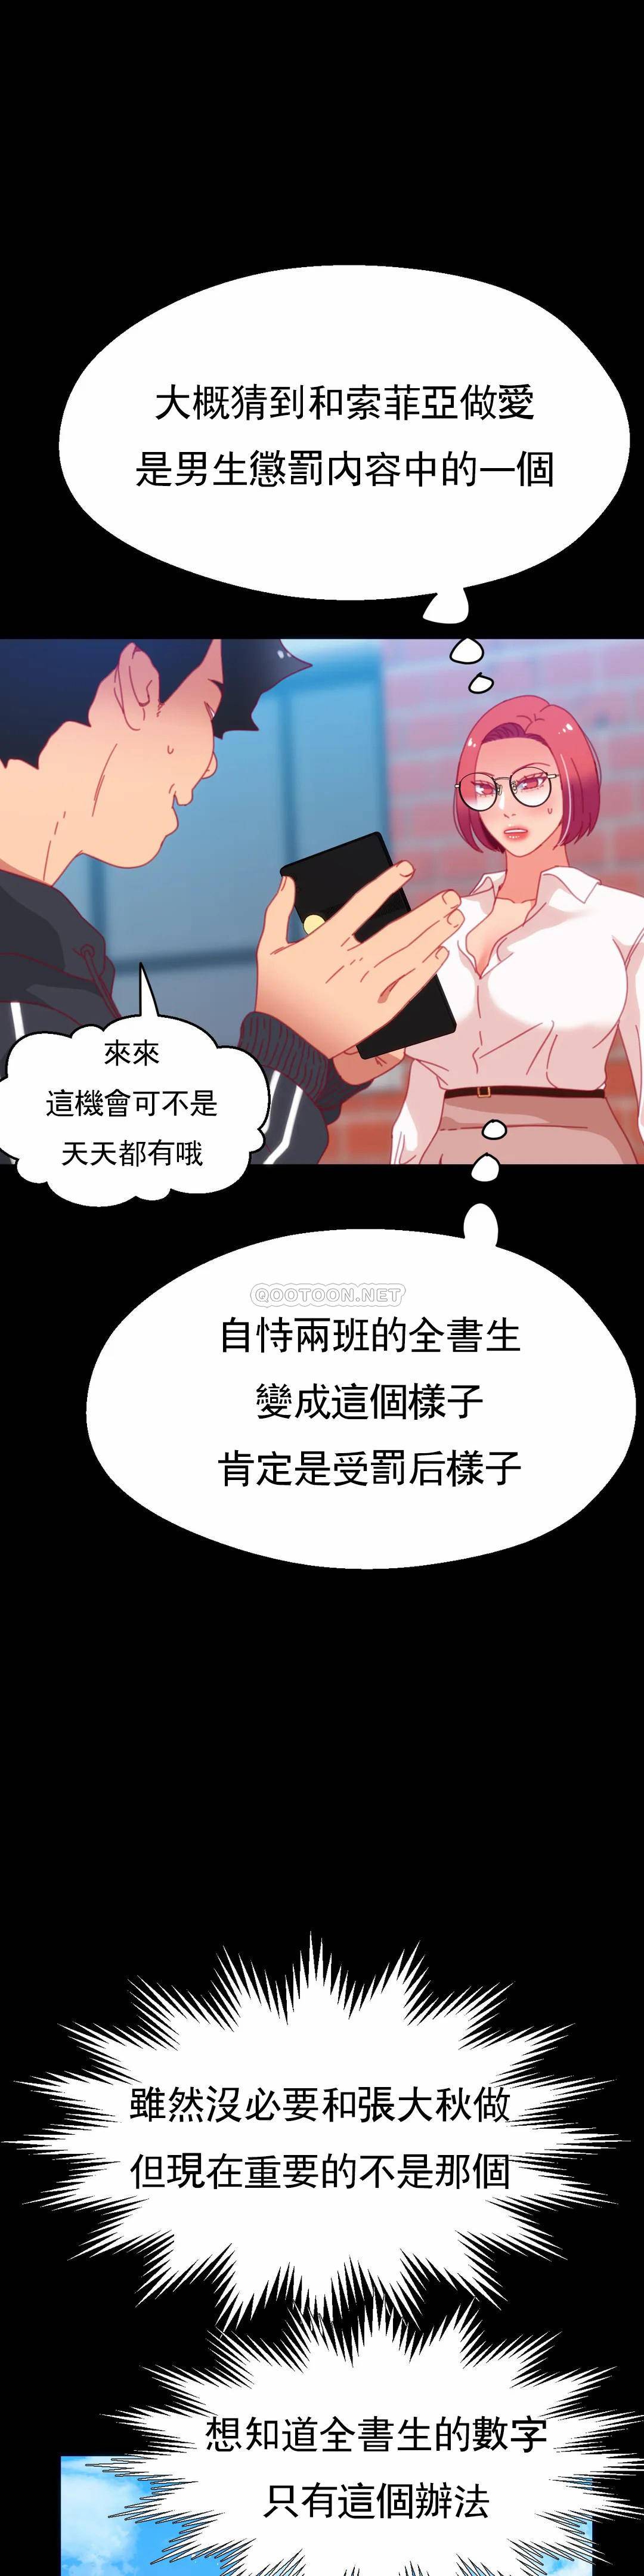 大概猜到和索菲亞做愛
是男生懲罰内容中的一個
來來
這機會可不是
天天都有哦
QOOTOON.NET
自恃兩班的全書生
變成這個樣子
肯定是受罰后樣子
雖然沒必要和張大秋做
但現在重要的不是那個
想知道全書生的數字
只有這個辦法